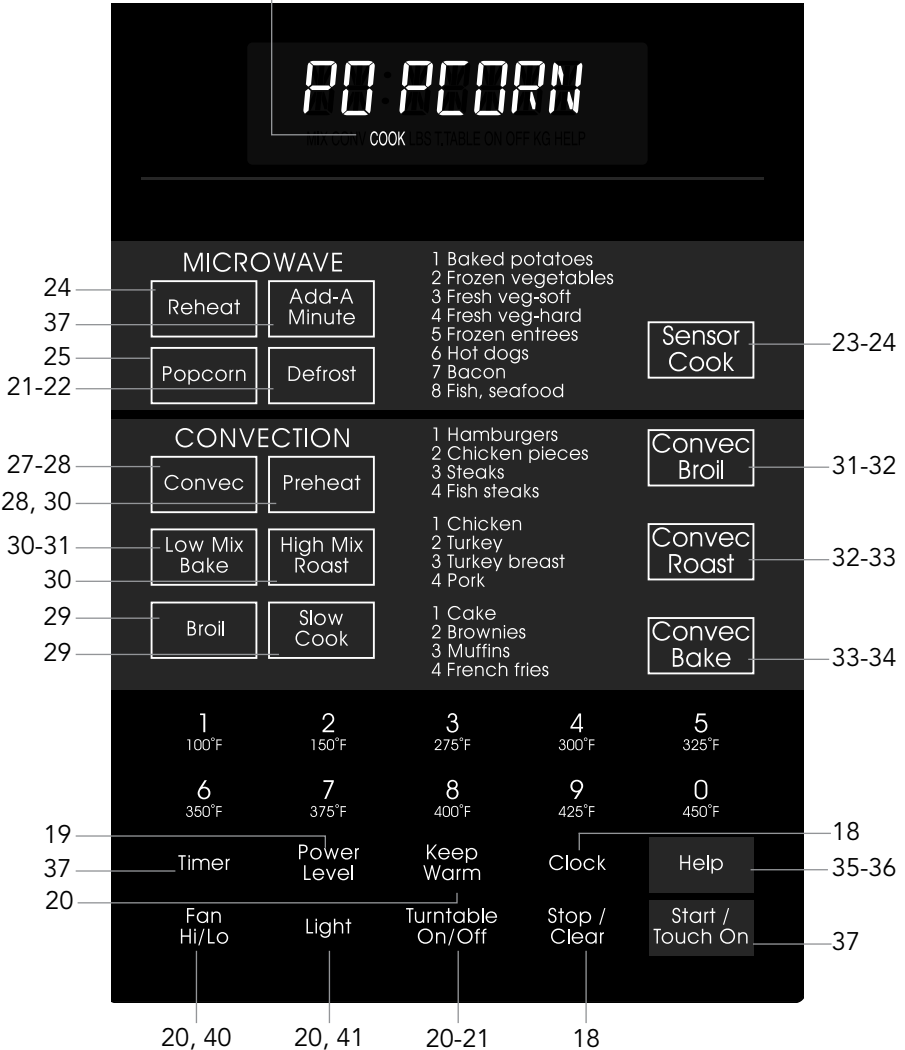 PO PCORN
MIX CONV COOK LBS T,TABLE ON OFF KG HELP
MICROWAVE
24
Reheat
37
Add-A
Minute
25
Popcorn
21-22
Defrost
1 Baked potatoes
2 Frozen vegetables
3 Fresh veg-soft
4 Fresh veg-hard
5 Frozen entrees
6 Hot dogs
7 Bacon
8 Fish, seafood
Sensor
Cook
23-24
CONVECTION
27-28
Convec
28, 30
Preheat
30-31
Low Mix
Bake
30
High Mix
Roast
29
Broil
29
Slow
Cook
1 Hamburgers
2 Chicken pieces
3 Steaks
4 Fish steaks
Convec
Broil
31-32
1 Chicken
2 Turkey
3 Turkey breast
4 Pork
Convec
Roast
32-33
1 Cake
2 Brownies
3 Muffins
4 French fries
Convec
Bake
33-34
1 2 3 4 5
100°F 150°F 275°F 300°F 325°F
6 7 8 9 0
350°F 375°F 400°F 425°F 450°F
19
37
20
Timer
Power
Level
Keep
Warm
Clock
18
Help
35-36
Fan
Hi/Lo
Light
Turntable
On/Off
Stop /
Clear
Start /
Touch On
37
20, 40 20, 41 20-21 18